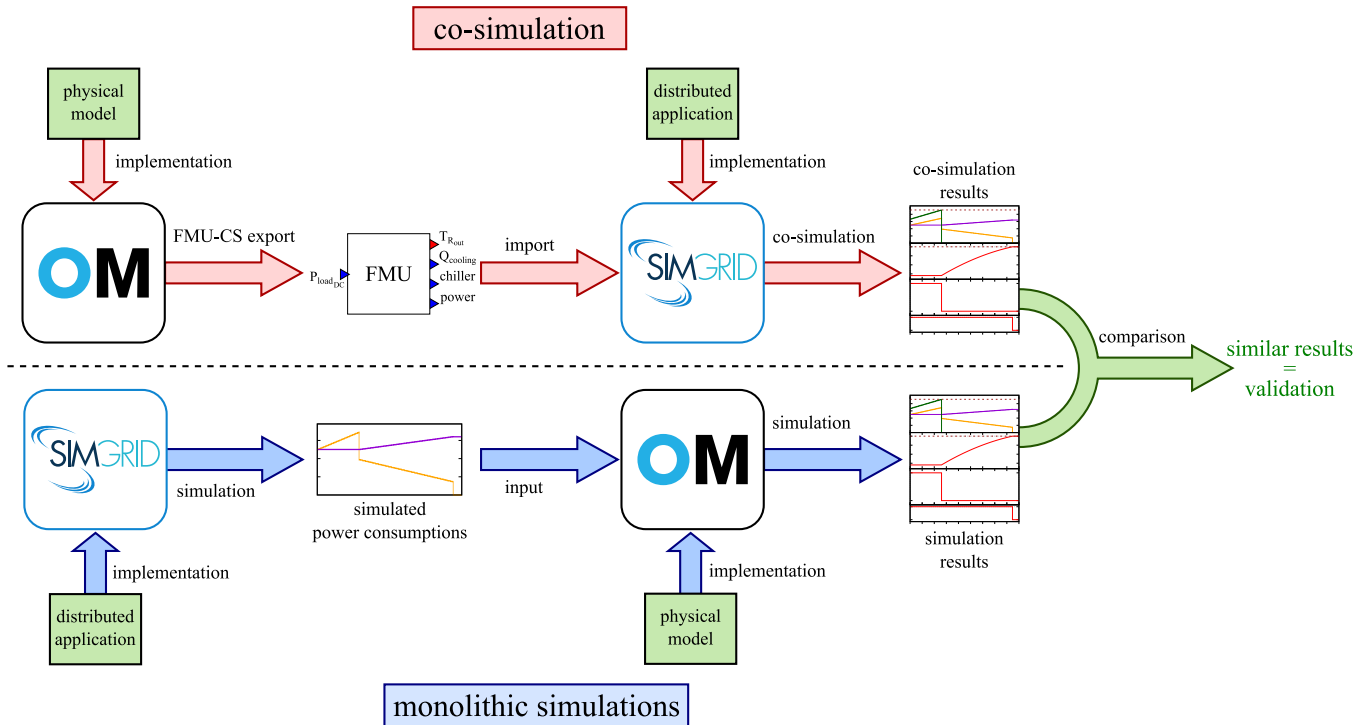 co-simulation
physical
model
implementation
distributed
application
implementation
OM
FMU-CS export
P_loadDC
FMU
T_Rout
Q_cooling
chiller
power
import
SIMGRID
co-simulation
co-simulation
results
comparison
similar results
=
validation
SIMGRID
simulation
simulated
power consumptions
input
OM
simulation
simulation
results
implementation
distributed
application
implementation
physical
model
monolithic simulations